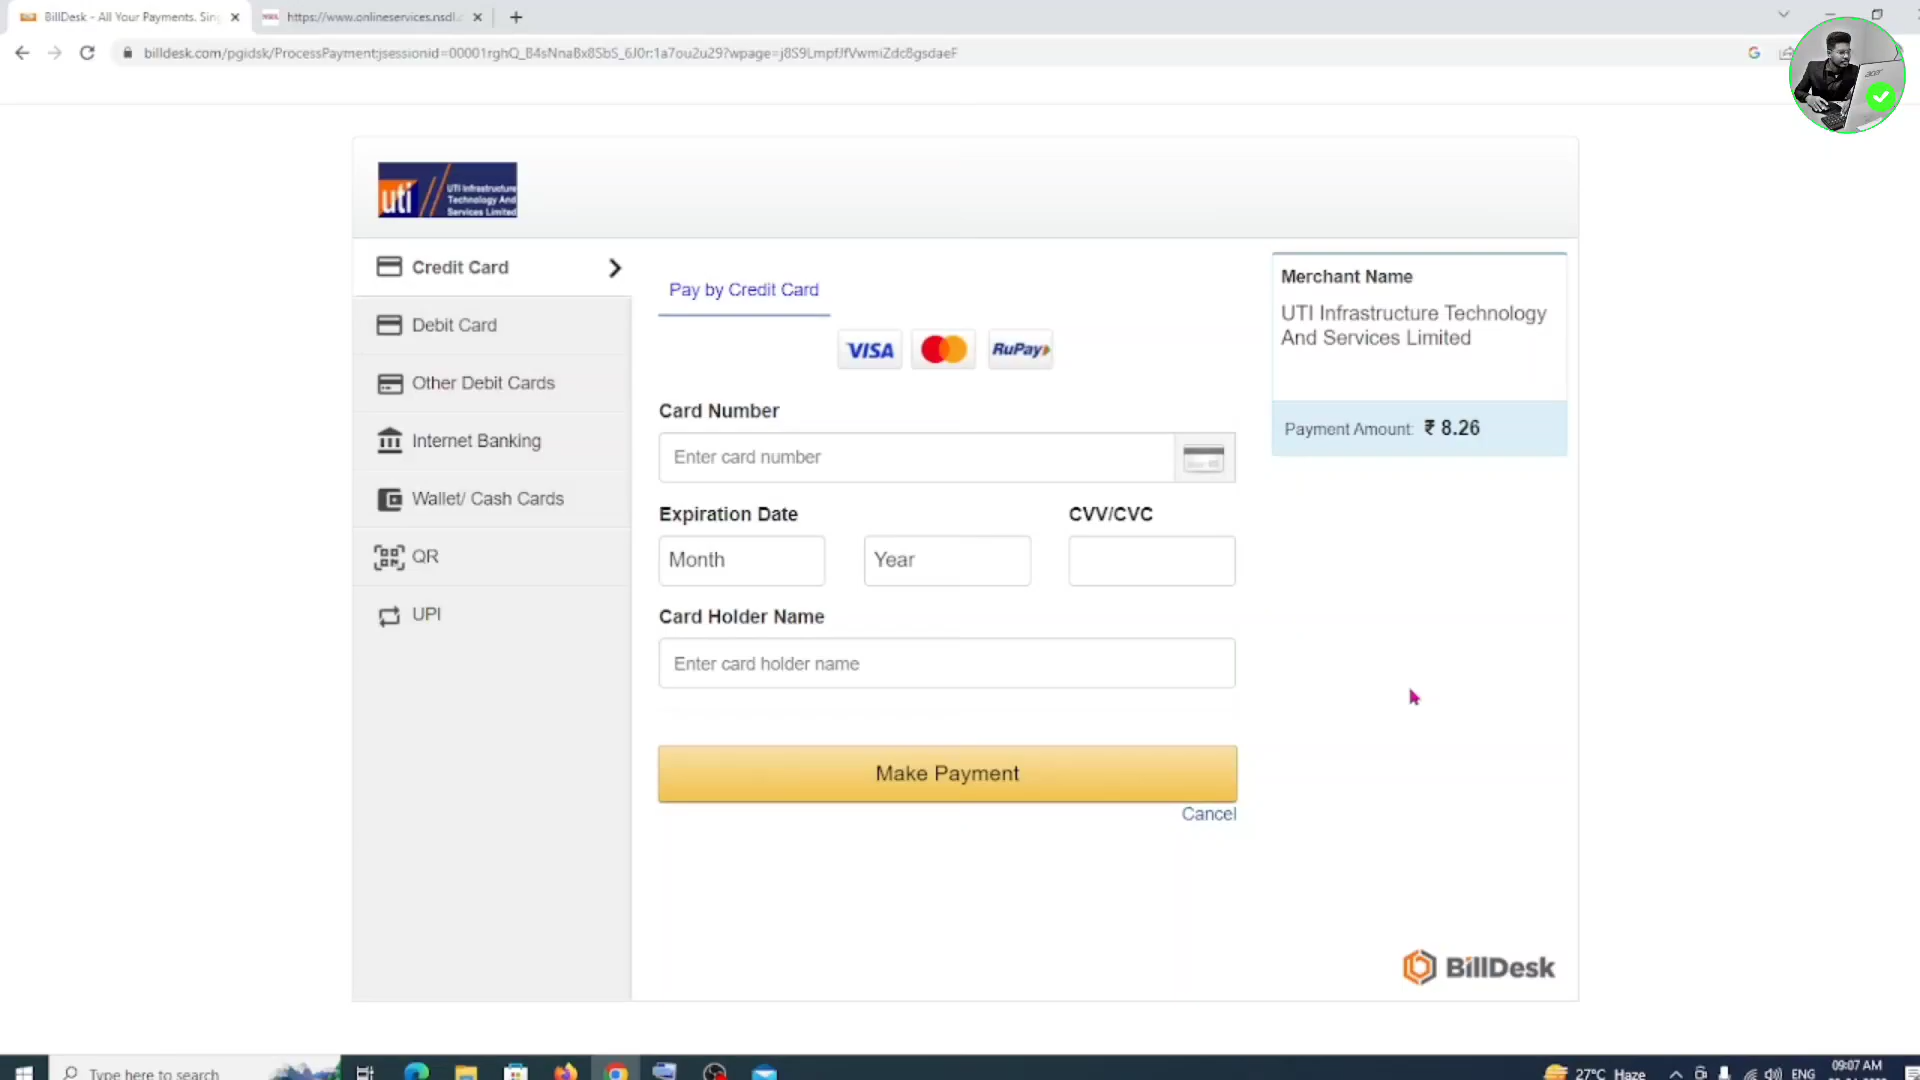 BillDesk - All Your Payments. Sin
https://www.onlineservices.nsdl.
billdesk.com/pgidsk/ProcessPayment;jsessionid=00001rghQ_B4sNnaBx8SbS_6J0r:1a7ou2u29?wpage=j8S9LmpfJfVwmiZdc8gsdaeF
acer
uti
UTI Infrastructure
Technology And
Services Limited
Credit Card
Debit Card
Other Debit Cards
Internet Banking
Wallet/ Cash Cards
QR
UPI
Pay by Credit Card
VISA
RuPay
Card Number
Enter card number
Expiration Date
CVV/CVC
Month
Year
Card Holder Name
Enter card holder name
Make Payment
Cancel
Merchant Name
UTI Infrastructure Technology
And Services Limited
Payment Amount: ₹ 8.26
BillDesk
Type here to search
27°C Haze
ENG
09:07 AM